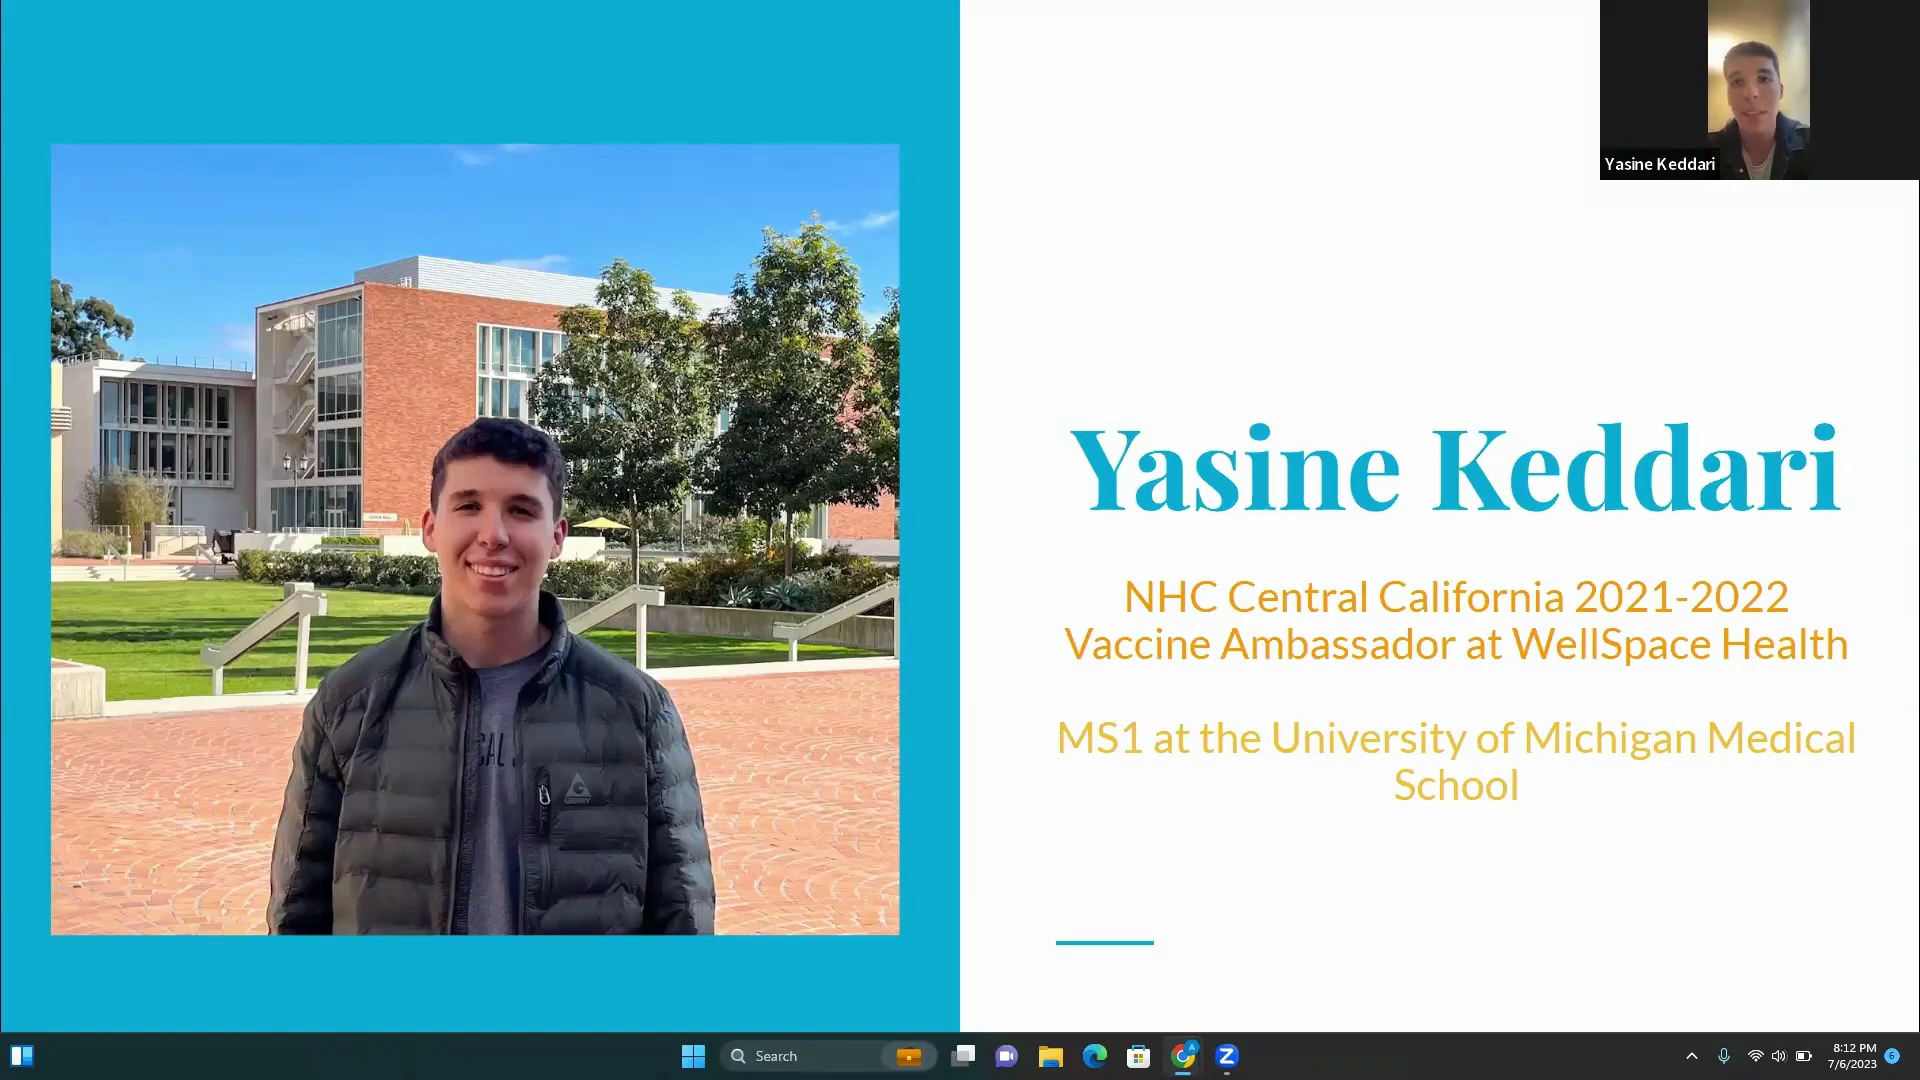 Yasine Keddari
Yasine Keddari
NHC Central California 2021-2022
Vaccine Ambassador at WellSpace Health
MS1 at the University of Michigan Medical
School
Search
8:12 PM
7/6/2023
6